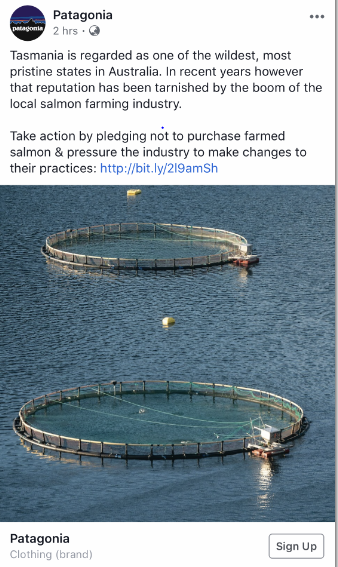 Patagonia
patagonia
2 hrs •
Tasmania is regarded as one of the wildest, most
pristine states in Australia. In recent years however
that reputation has been tarnished by the boom of the
local salmon farming industry.
Take action by pledging not to purchase farmed
salmon & pressure the industry to make changes to
their practices: http://bit.ly/2l9amSh
Patagonia
Clothing (brand)
Sign Up